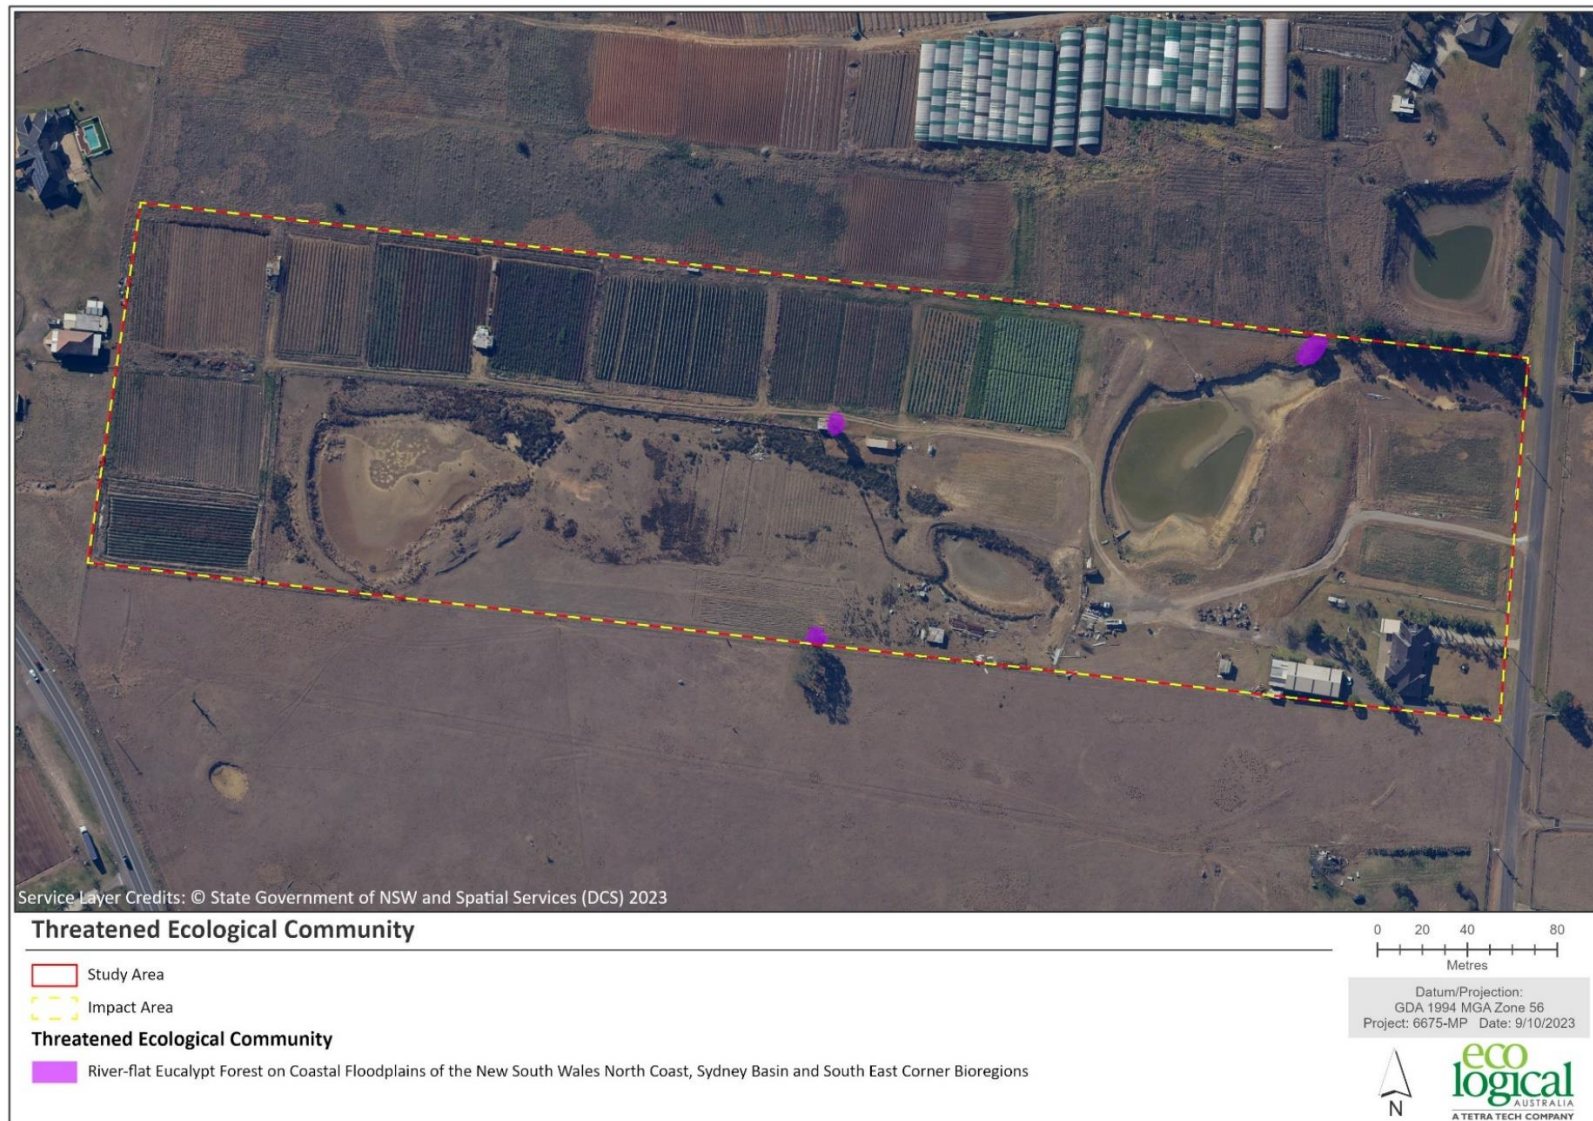 Service Layer Credits: © State Government of NSW and Spatial Services (DCS) 2023
Threatened Ecological Community
Study Area
Impact Area
Threatened Ecological Community
River-flat Eucalypt Forest on Coastal Floodplains of the New South Wales North Coast, Sydney Basin and South East Corner Bioregions
0 20 40 80
Metres
Datum/Projection:
GDA 1994 MGA Zone 56
Project: 6675-MP Date: 9/10/2023
N
eco
logical
AUSTRALIA
A TETRA TECH COMPANY